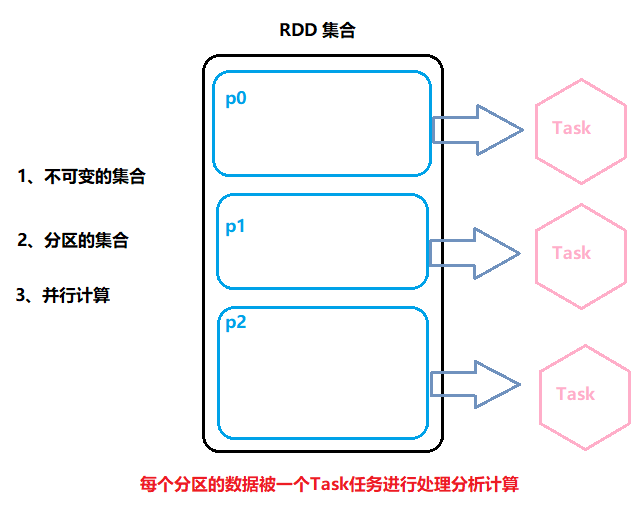 RDD 集合
p0
Task
1、不可变的集合
p1
2、分区的集合
Task
3、并行计算
p2
Task
每个分区的数据被一个Task任务进行处理分析计算